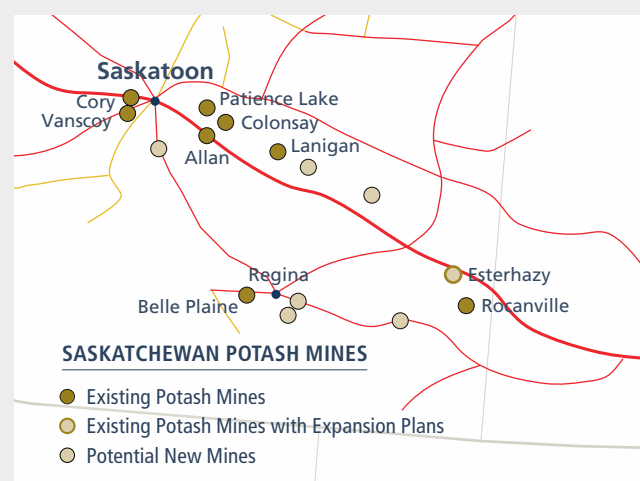 Saskatoon
Cory
Patience Lake
Vanscoy
Colonsay
Lanigan
Allan
Regina
Esterhazy
Belle Plaine
Rocanville
SASKATCHEWAN POTASH MINES
Existing Potash Mines
Existing Potash Mines with Expansion Plans
Potential New Mines